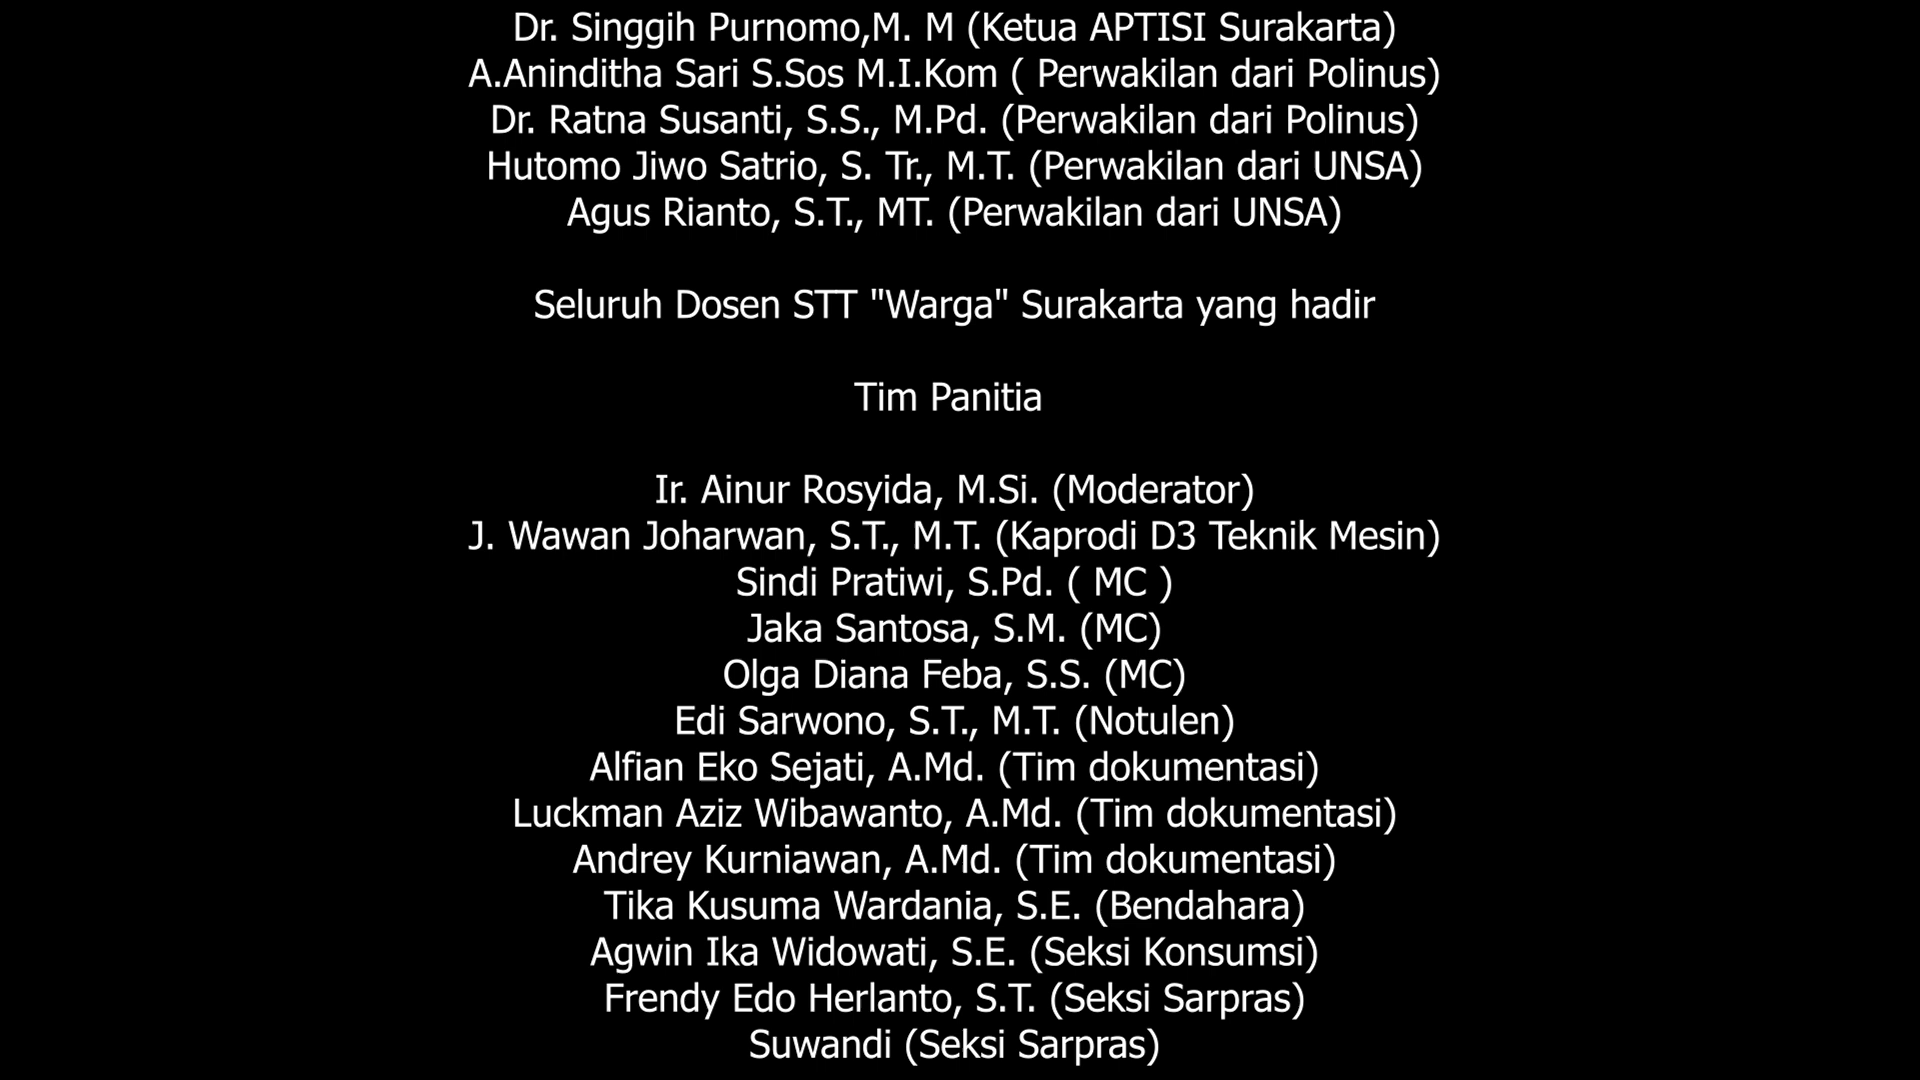 Dr. Singgih Purnomo,M. M (Ketua APTISI Surakarta)
A.Aninditha Sari S.Sos M.I.Kom ( Perwakilan dari Polinus)
Dr. Ratna Susanti, S.S., M.Pd. (Perwakilan dari Polinus)
Hutomo Jiwo Satrio, S. Tr., M.T. (Perwakilan dari UNSA)
Agus Rianto, S.T., MT. (Perwakilan dari UNSA)
Seluruh Dosen STT "Warga" Surakarta yang hadir
Tim Panitia
Ir. Ainur Rosyida, M.Si. (Moderator)
J. Wawan Joharwan, S.T., M.T. (Kaprodi D3 Teknik Mesin)
Sindi Pratiwi, S.Pd. ( MC )
Jaka Santosa, S.M. (MC)
Olga Diana Feba, S.S. (MC)
Edi Sarwono, S.T., M.T. (Notulen)
Alfian Eko Sejati, A.Md. (Tim dokumentasi)
Luckman Aziz Wibawanto, A.Md. (Tim dokumentasi)
Andrey Kurniawan, A.Md. (Tim dokumentasi)
Tika Kusuma Wardania, S.E. (Bendahara)
Agwin Ika Widowati, S.E. (Seksi Konsumsi)
Frendy Edo Herlanto, S.T. (Seksi Sarpras)
Suwandi (Seksi Sarpras)